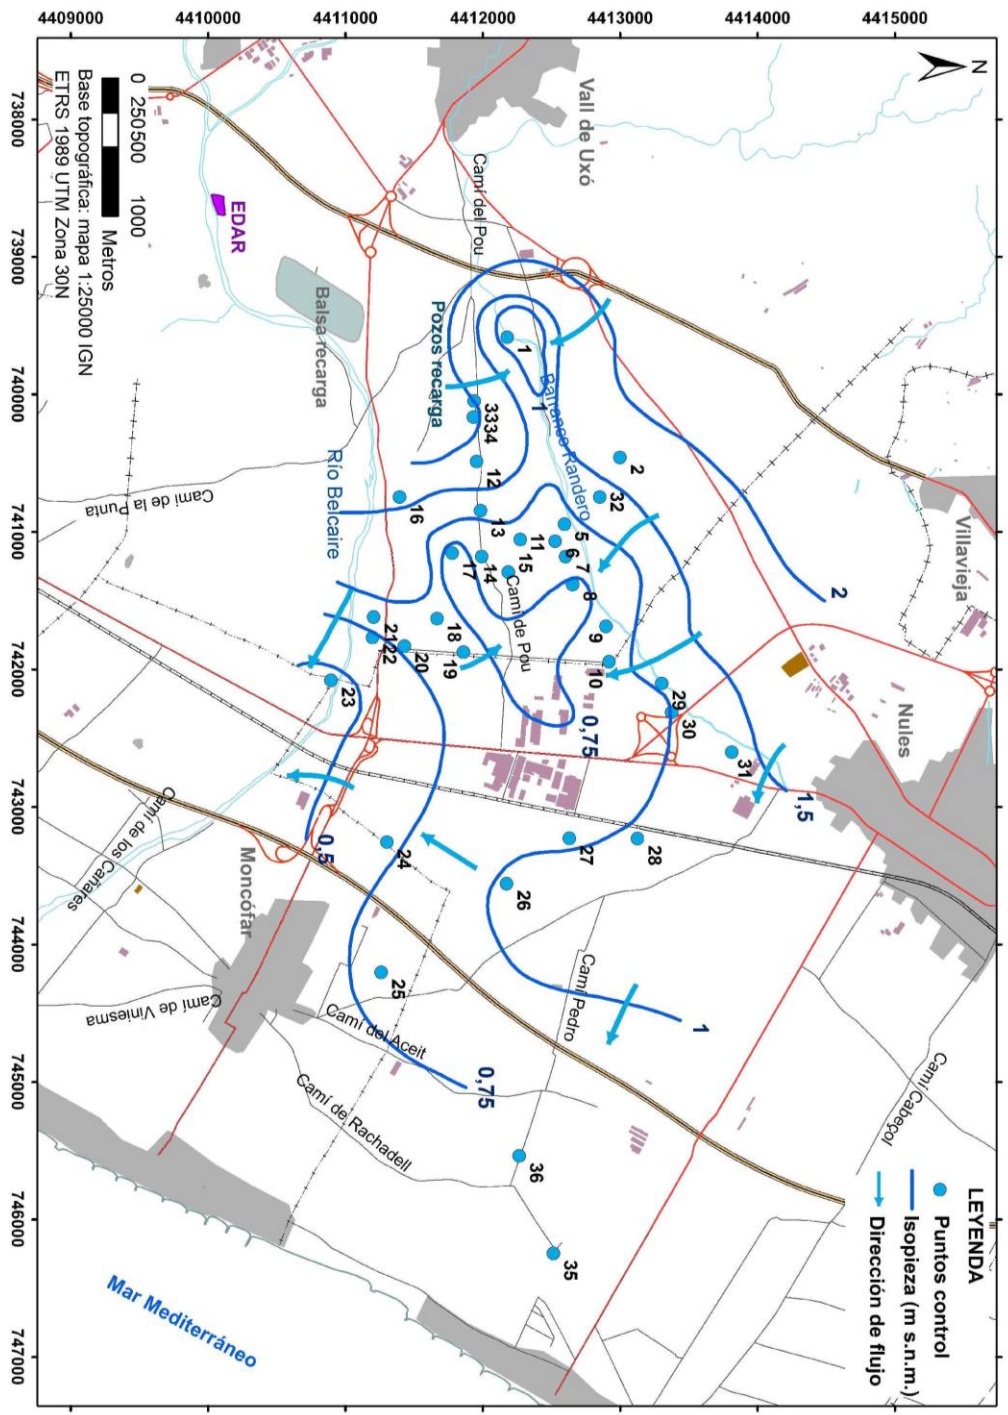 4409000
4410000
4411000
4412000
4413000
4414000
4415000
738000
739000
740000
741000
742000
743000
744000
745000
746000
747000
N
Vall de Uxó
Camí del Pou
EDAR
Balsa recarga
Pozos recarga
Barranco Randero
Río Belcaire
Camí de la Punta
Villavieja
Nules
Camí de Pou
Moncófar
Camí de los Cañares
Camí de Viniesma
Camí del Aceit
Camí de Rachadell
Camí Pedro
Camí Cabeçol
Mar Mediterráneo
0 250 500 1000
Metros
Base topográfica: mapa 1:25000 IGN
ETRS 1989 UTM Zona 30N
LEYENDA
Puntos control
Isopieza (m s.n.m.)
Dirección de flujo
1
1
2
2
3334
12
32
16
13
5
11
6
7
15
14
17
8
9
18
10
2122
20
19
23
29
30
31
0,75
1,5
0,5
24
27
28
26
25
1
0,75
36
35